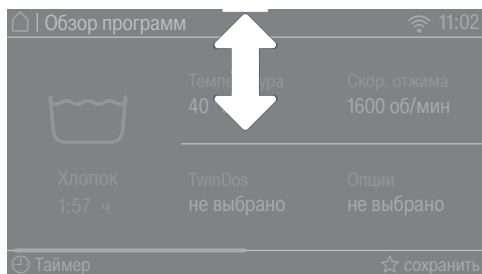 | Обзор программ 11:02
Скор. отжима
40 1600 об/мин
Хлопок
1:57 ч
TwinDos Опции
не выбрано не выбрано
Таймер сохранить